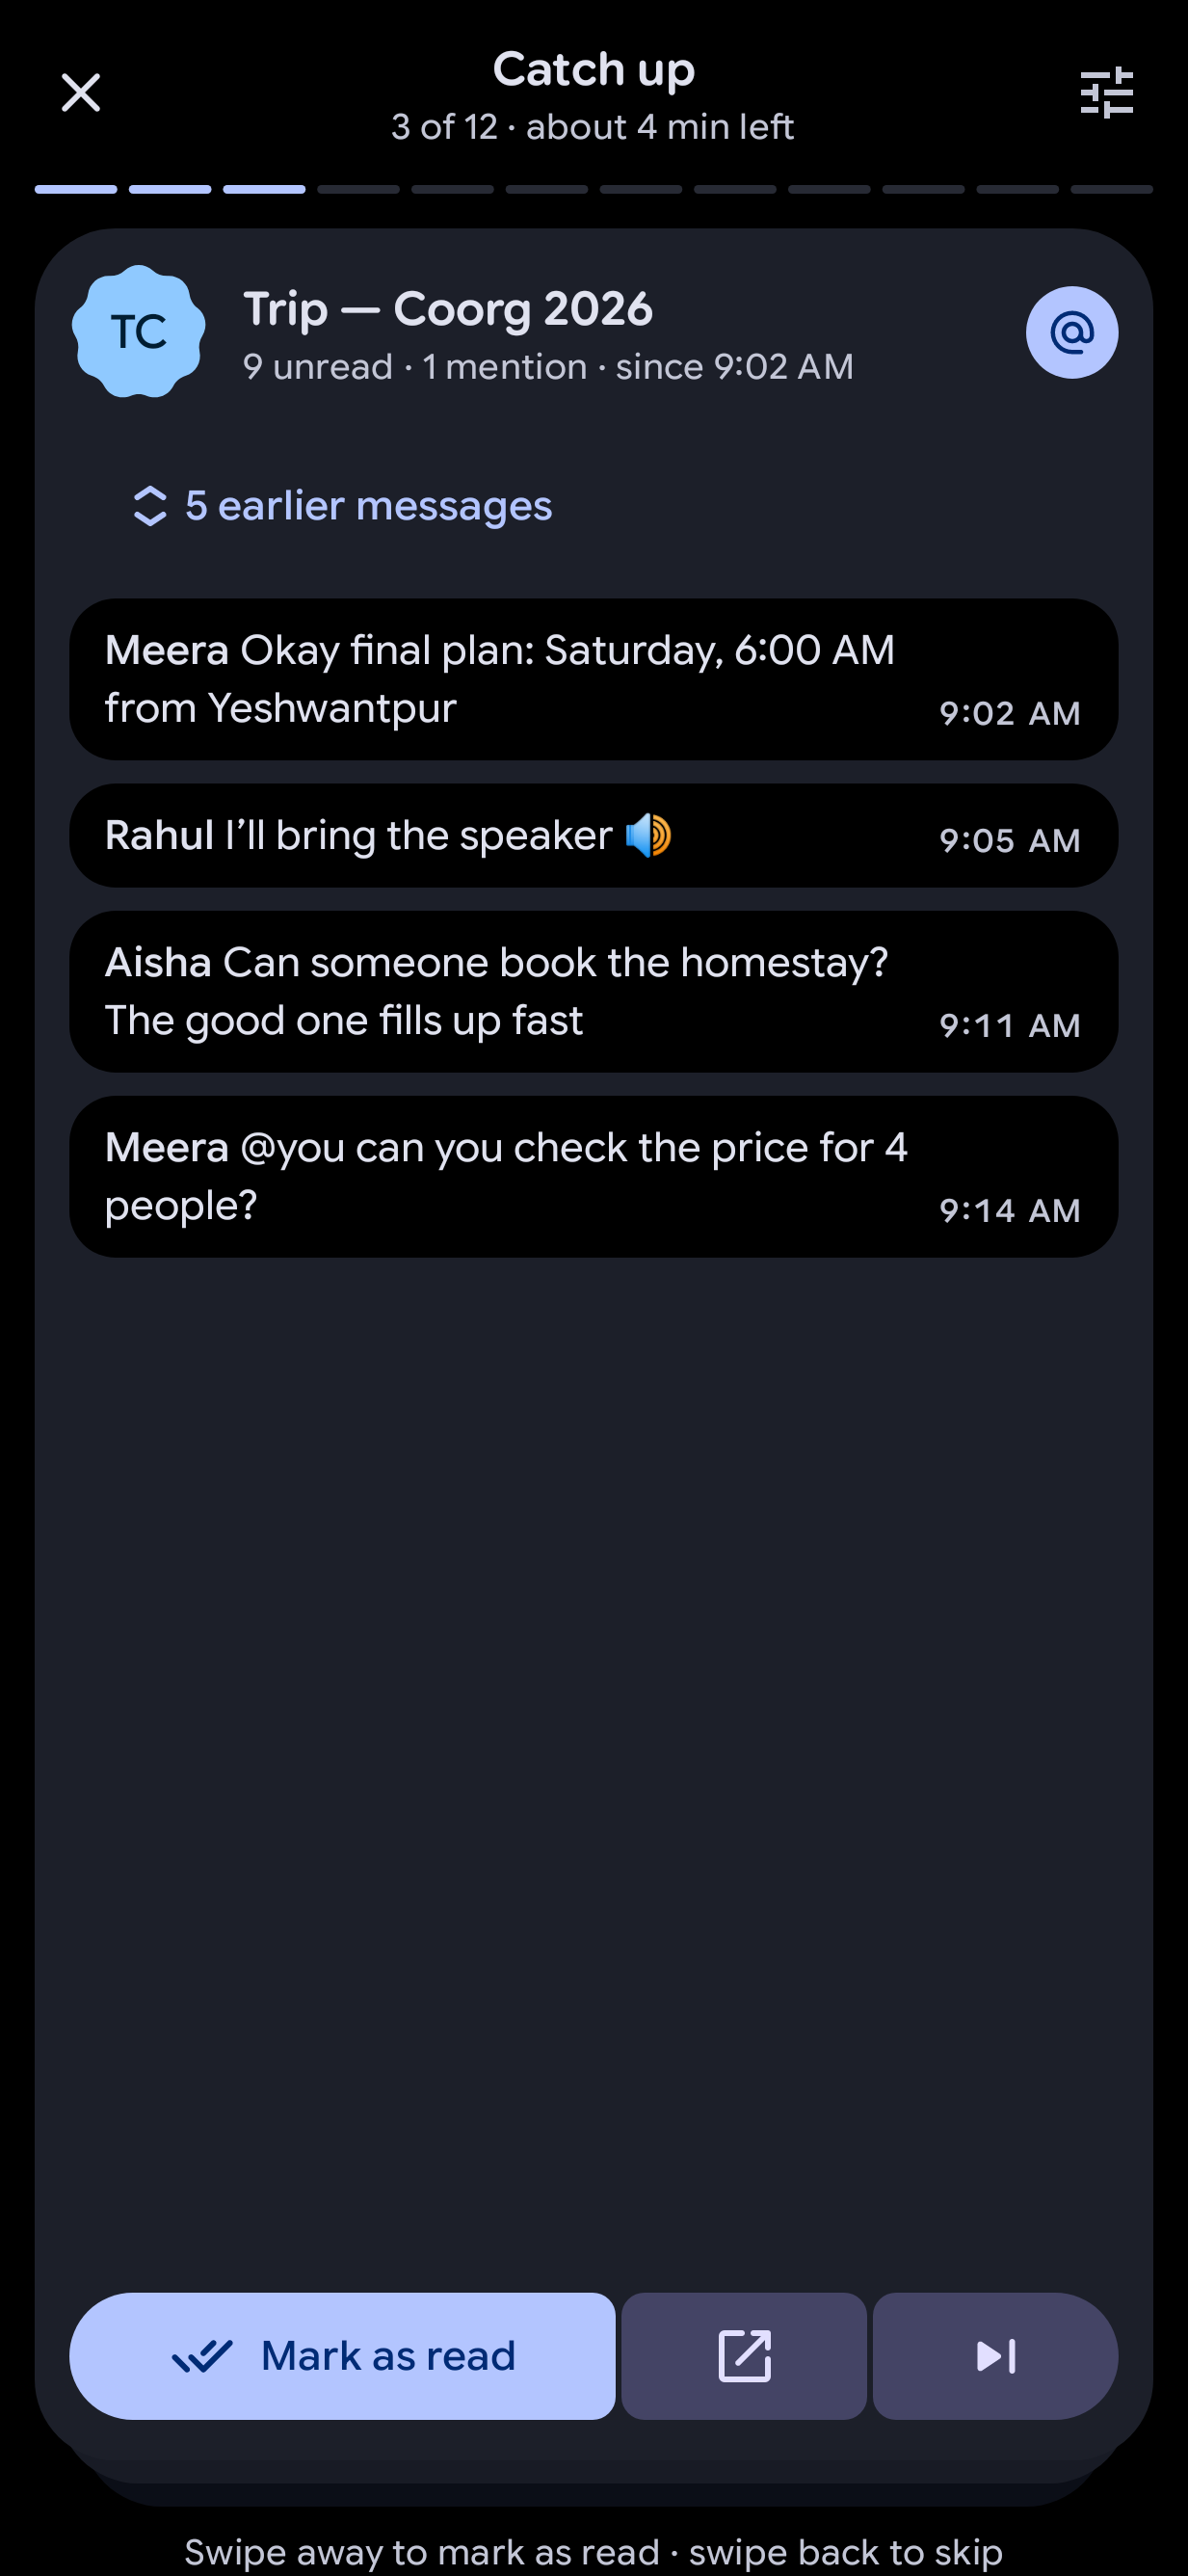 Catch up
3 of 12 · about 4 min left
TC
Trip — Coorg 2026
9 unread · 1 mention · since 9:02 AM
5 earlier messages
Meera Okay final plan: Saturday, 6:00 AM
from Yeshwantpur
9:02 AM
Rahul I’ll bring the speaker 🔊
9:05 AM
Aisha Can someone book the homestay?
The good one fills up fast
9:11 AM
Meera @you can you check the price for 4
people?
9:14 AM
Mark as read
Swipe away to mark as read · swipe back to skip